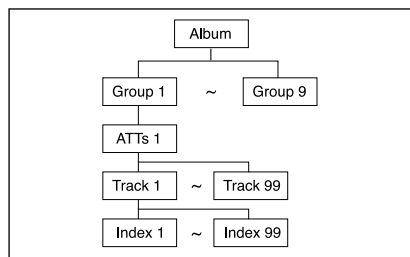 Album
Group 1 ~ Group 9
ATTs 1
Track 1 ~ Track 99
Index 1 ~ Index 99